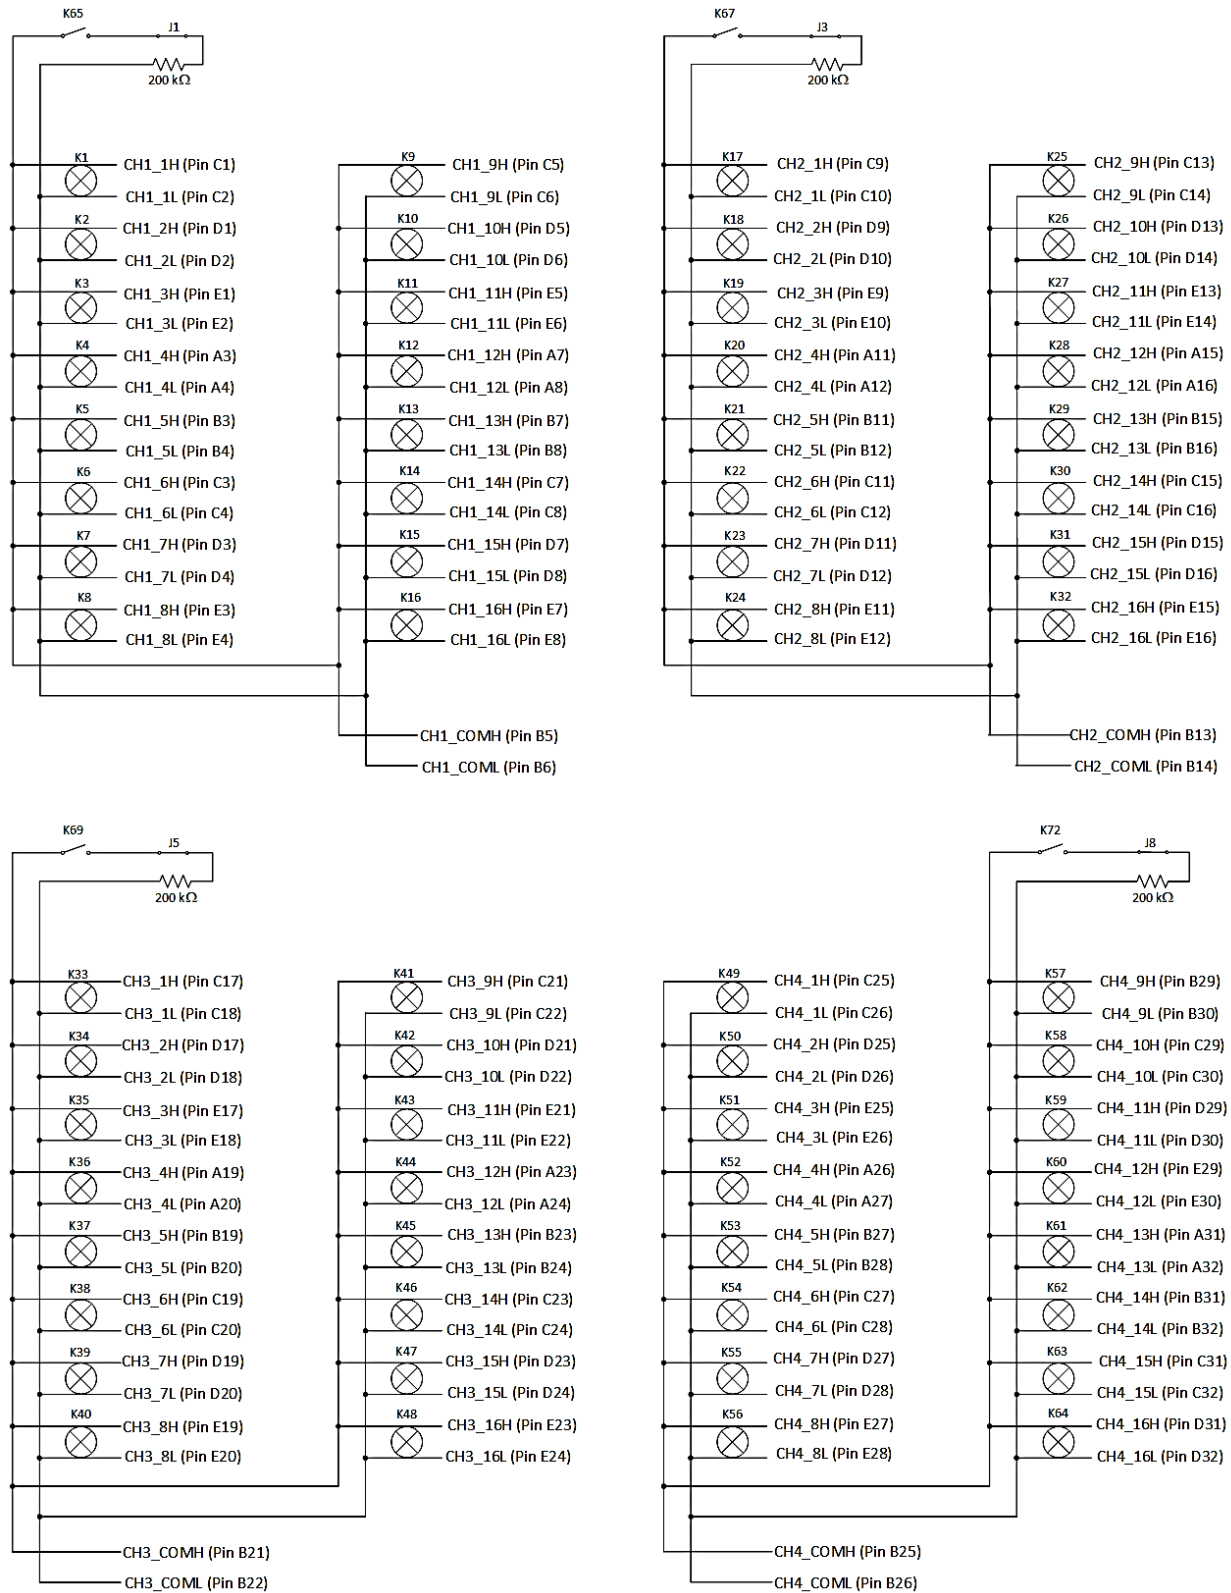 K65
J1
200 kΩ
K1
CH1_1H (Pin C1)
CH1_1L (Pin C2)
K2
CH1_2H (Pin D1)
CH1_2L (Pin D2)
K3
CH1_3H (Pin E1)
CH1_3L (Pin E2)
K4
CH1_4H (Pin A3)
CH1_4L (Pin A4)
K5
CH1_5H (Pin B3)
CH1_5L (Pin B4)
K6
CH1_6H (Pin C3)
CH1_6L (Pin C4)
K7
CH1_7H (Pin D3)
CH1_7L (Pin D4)
K8
CH1_8H (Pin E3)
CH1_8L (Pin E4)
K9
CH1_9H (Pin C5)
CH1_9L (Pin C6)
K10
CH1_10H (Pin D5)
CH1_10L (Pin D6)
K11
CH1_11H (Pin E5)
CH1_11L (Pin E6)
K12
CH1_12H (Pin A7)
CH1_12L (Pin A8)
K13
CH1_13H (Pin B7)
CH1_13L (Pin B8)
K14
CH1_14H (Pin C7)
CH1_14L (Pin C8)
K15
CH1_15H (Pin D7)
CH1_15L (Pin D8)
K16
CH1_16H (Pin E7)
CH1_16L (Pin E8)
CH1_COMH (Pin B5)
CH1_COML (Pin B6)
K67
J3
200 kΩ
K17
CH2_1H (Pin C9)
CH2_1L (Pin C10)
K18
CH2_2H (Pin D9)
CH2_2L (Pin D10)
K19
CH2_3H (Pin E9)
CH2_3L (Pin E10)
K20
CH2_4H (Pin A11)
CH2_4L (Pin A12)
K21
CH2_5H (Pin B11)
CH2_5L (Pin B12)
K22
CH2_6H (Pin C11)
CH2_6L (Pin C12)
K23
CH2_7H (Pin D11)
CH2_7L (Pin D12)
K24
CH2_8H (Pin E11)
CH2_8L (Pin E12)
K25
CH2_9H (Pin C13)
CH2_9L (Pin C14)
K26
CH2_10H (Pin D13)
CH2_10L (Pin D14)
K27
CH2_11H (Pin E13)
CH2_11L (Pin E14)
K28
CH2_12H (Pin A15)
CH2_12L (Pin A16)
K29
CH2_13H (Pin B15)
CH2_13L (Pin B16)
K30
CH2_14H (Pin C15)
CH2_14L (Pin C16)
K31
CH2_15H (Pin D15)
CH2_15L (Pin D16)
K32
CH2_16H (Pin E15)
CH2_16L (Pin E16)
CH2_COMH (Pin B13)
CH2_COML (Pin B14)
K69
J5
200 kΩ
K33
CH3_1H (Pin C17)
CH3_1L (Pin C18)
K34
CH3_2H (Pin D17)
CH3_2L (Pin D18)
K35
CH3_3H (Pin E17)
CH3_3L (Pin E18)
K36
CH3_4H (Pin A19)
CH3_4L (Pin A20)
K37
CH3_5H (Pin B19)
CH3_5L (Pin B20)
K38
CH3_6H (Pin C19)
CH3_6L (Pin C20)
K39
CH3_7H (Pin D19)
CH3_7L (Pin D20)
K40
CH3_8H (Pin E19)
CH3_8L (Pin E20)
K41
CH3_9H (Pin C21)
CH3_9L (Pin C22)
K42
CH3_10H (Pin D21)
CH3_10L (Pin D22)
K43
CH3_11H (Pin E21)
CH3_11L (Pin E22)
K44
CH3_12H (Pin A23)
CH3_12L (Pin A24)
K45
CH3_13H (Pin B23)
CH3_13L (Pin B24)
K46
CH3_14H (Pin C23)
CH3_14L (Pin C24)
K47
CH3_15H (Pin D23)
CH3_15L (Pin D24)
K48
CH3_16H (Pin E23)
CH3_16L (Pin E24)
CH3_COMH (Pin B21)
CH3_COML (Pin B22)
K72
J8
200 kΩ
K49
CH4_1H (Pin C25)
CH4_1L (Pin C26)
K50
CH4_2H (Pin D25)
CH4_2L (Pin D26)
K51
CH4_3H (Pin E25)
CH4_3L (Pin E26)
K52
CH4_4H (Pin A26)
CH4_4L (Pin A27)
K53
CH4_5H (Pin B27)
CH4_5L (Pin B28)
K54
CH4_6H (Pin C27)
CH4_6L (Pin C28)
K55
CH4_7H (Pin D27)
CH4_7L (Pin D28)
K56
CH4_8H (Pin E27)
CH4_8L (Pin E28)
K57
CH4_9H (Pin B29)
CH4_9L (Pin B30)
K58
CH4_10H (Pin C29)
CH4_10L (Pin C30)
K59
CH4_11H (Pin D29)
CH4_11L (Pin D30)
K60
CH4_12H (Pin E29)
CH4_12L (Pin E30)
K61
CH4_13H (Pin A31)
CH4_13L (Pin A32)
K62
CH4_14H (Pin B31)
CH4_14L (Pin B32)
K63
CH4_15H (Pin C31)
CH4_15L (Pin C32)
K64
CH4_16H (Pin D31)
CH4_16L (Pin D32)
CH4_COMH (Pin B25)
CH4_COML (Pin B26)